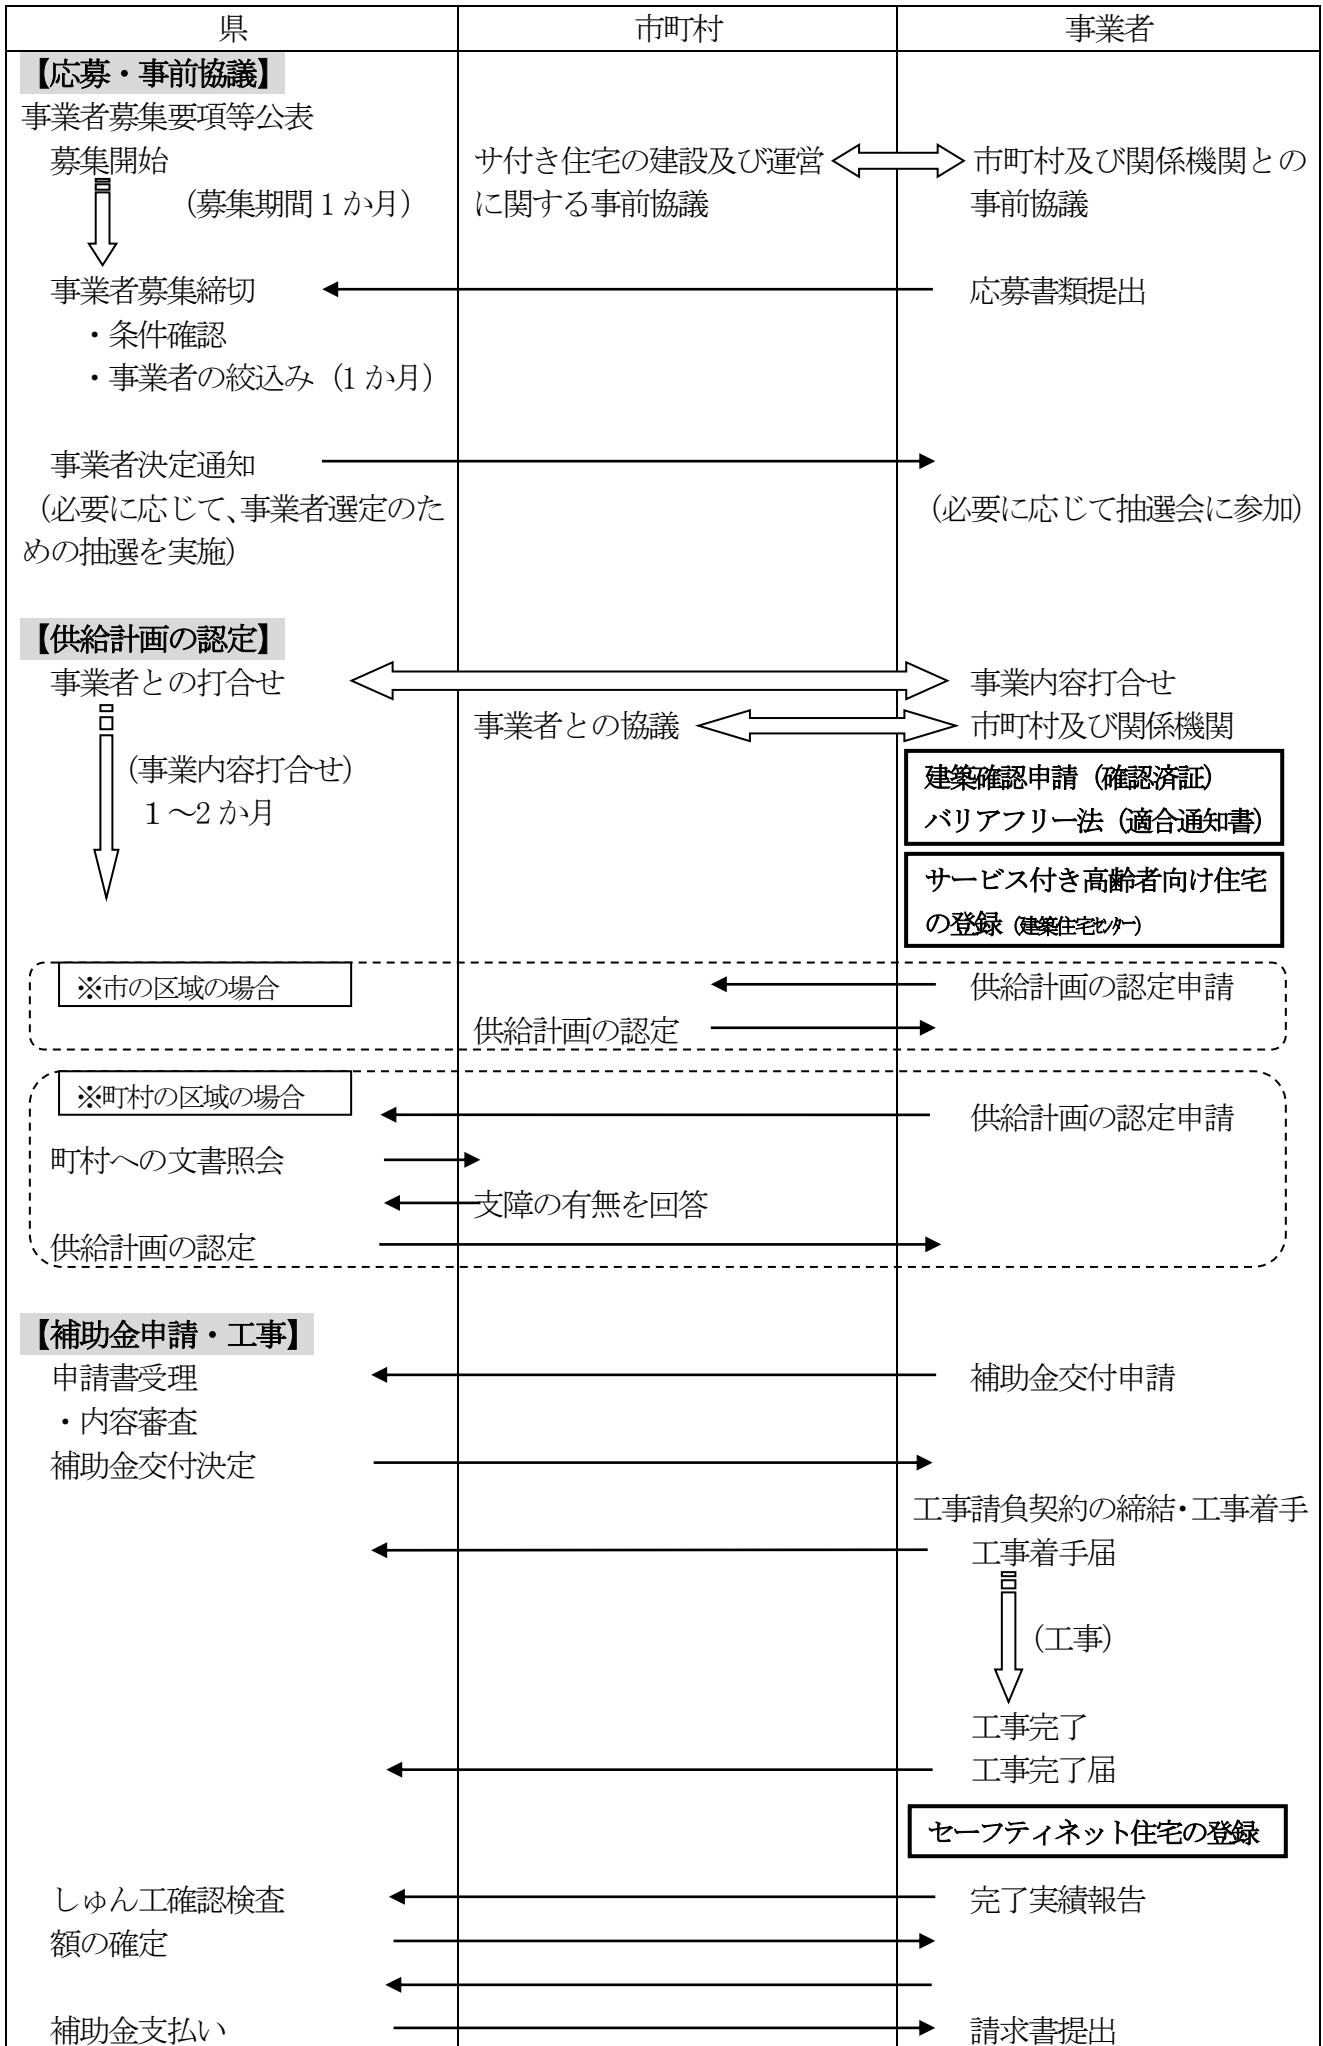 県 市町村 事業者
【応募・事前協議】
事業者募集要項等公表
募集開始 サ付き住宅の建設及び運営 市町村及び関係機関との
（募集期間１か月） に関する事前協議 事前協議
事業者募集締切 応募書類提出
・条件確認
・事業者の絞込み（1か月）
事業者決定通知
（必要に応じて、事業者選定のた （必要に応じて抽選会に参加）
めの抽選を実施）
【供給計画の認定】
事業者との打合せ 事業内容打合せ
事業者との協議 市町村及び関係機関
（事業内容打合せ） 建築確認申請（確認済証）
１～2か月 バリアフリー法（適合通知書）
サービス付き高齢者向け住宅
の登録（建築住宅ｾﾝﾀｰ）
※市の区域の場合 供給計画の認定申請
供給計画の認定
※町村の区域の場合 供給計画の認定申請
町村への文書照会
支障の有無を回答
供給計画の認定
【補助金申請・工事】
申請書受理 補助金交付申請
・内容審査
補助金交付決定
工事請負契約の締結・工事着手
工事着手届
（工事）
工事完了
工事完了届
セーフティネット住宅の登録
しゅん工確認検査 完了実績報告
額の確定
補助金支払い 請求書提出